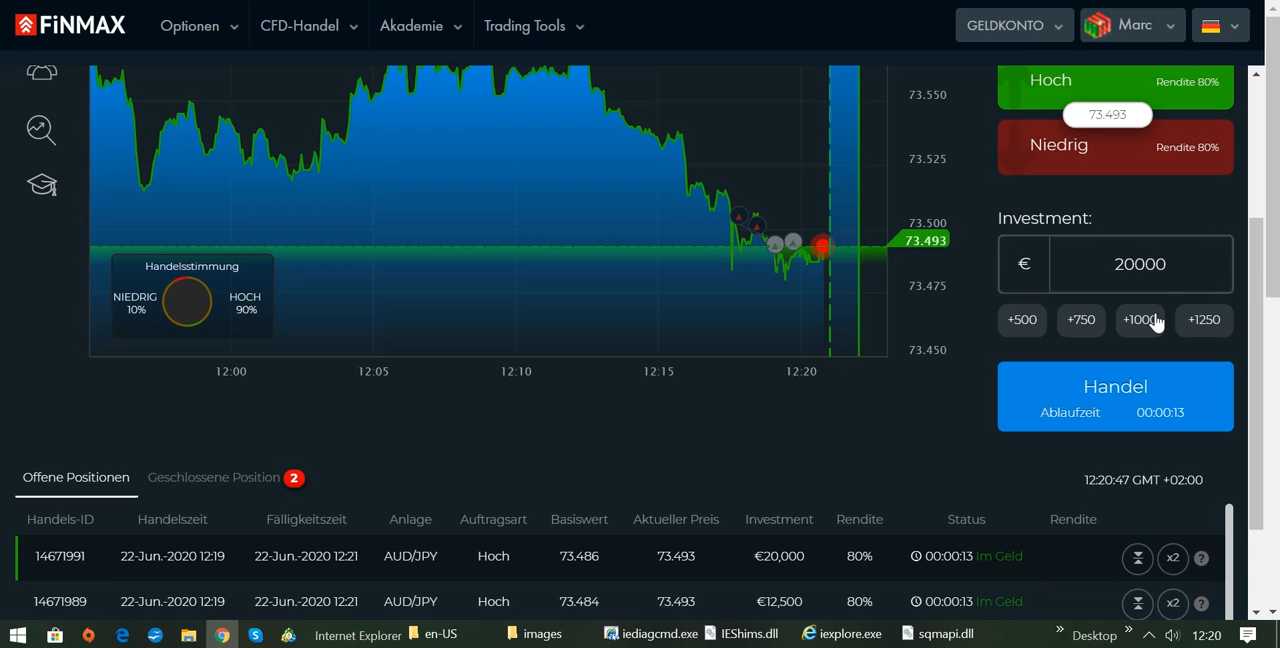 FiNMAX
Optionen
CFD-Handel
Akademie
Trading Tools
GELDKONTO
Marc
Hoch
Rendite 80%
73.493
Niedrig
Rendite 80%
73.550
73.525
73.500
73.493
73.475
73.450
Handelsstimmung
NIEDRIG
10%
HOCH
90%
12:00 12:05 12:10 12:15 12:20
Investment:
€ 20000
+500 +750 +1000 +1250
Handel
Ablaufzeit 00:00:13
Offene Positionen Geschlossene Position 2
12:20:47 GMT +02:00
Handels-ID Handelszeit Fälligkeitszeit Anlage Auftragsart Basiswert Aktueller Preis Investment Rendite Status Rendite
14671991 22-Jun.-2020 12:19 22-Jun.-2020 12:21 AUD/JPY Hoch 73.486 73.493 €20,000 80% 00:00:13 Im Geld x2 ?
14671989 22-Jun.-2020 12:19 22-Jun.-2020 12:21 AUD/JPY Hoch 73.484 73.493 €12,500 80% 00:00:13 Im Geld x2 ?
Internet Explorer » en-US images iediagcmd.exe IEShims.dll iexplore.exe sqmapi.dll » Desktop » 12:20